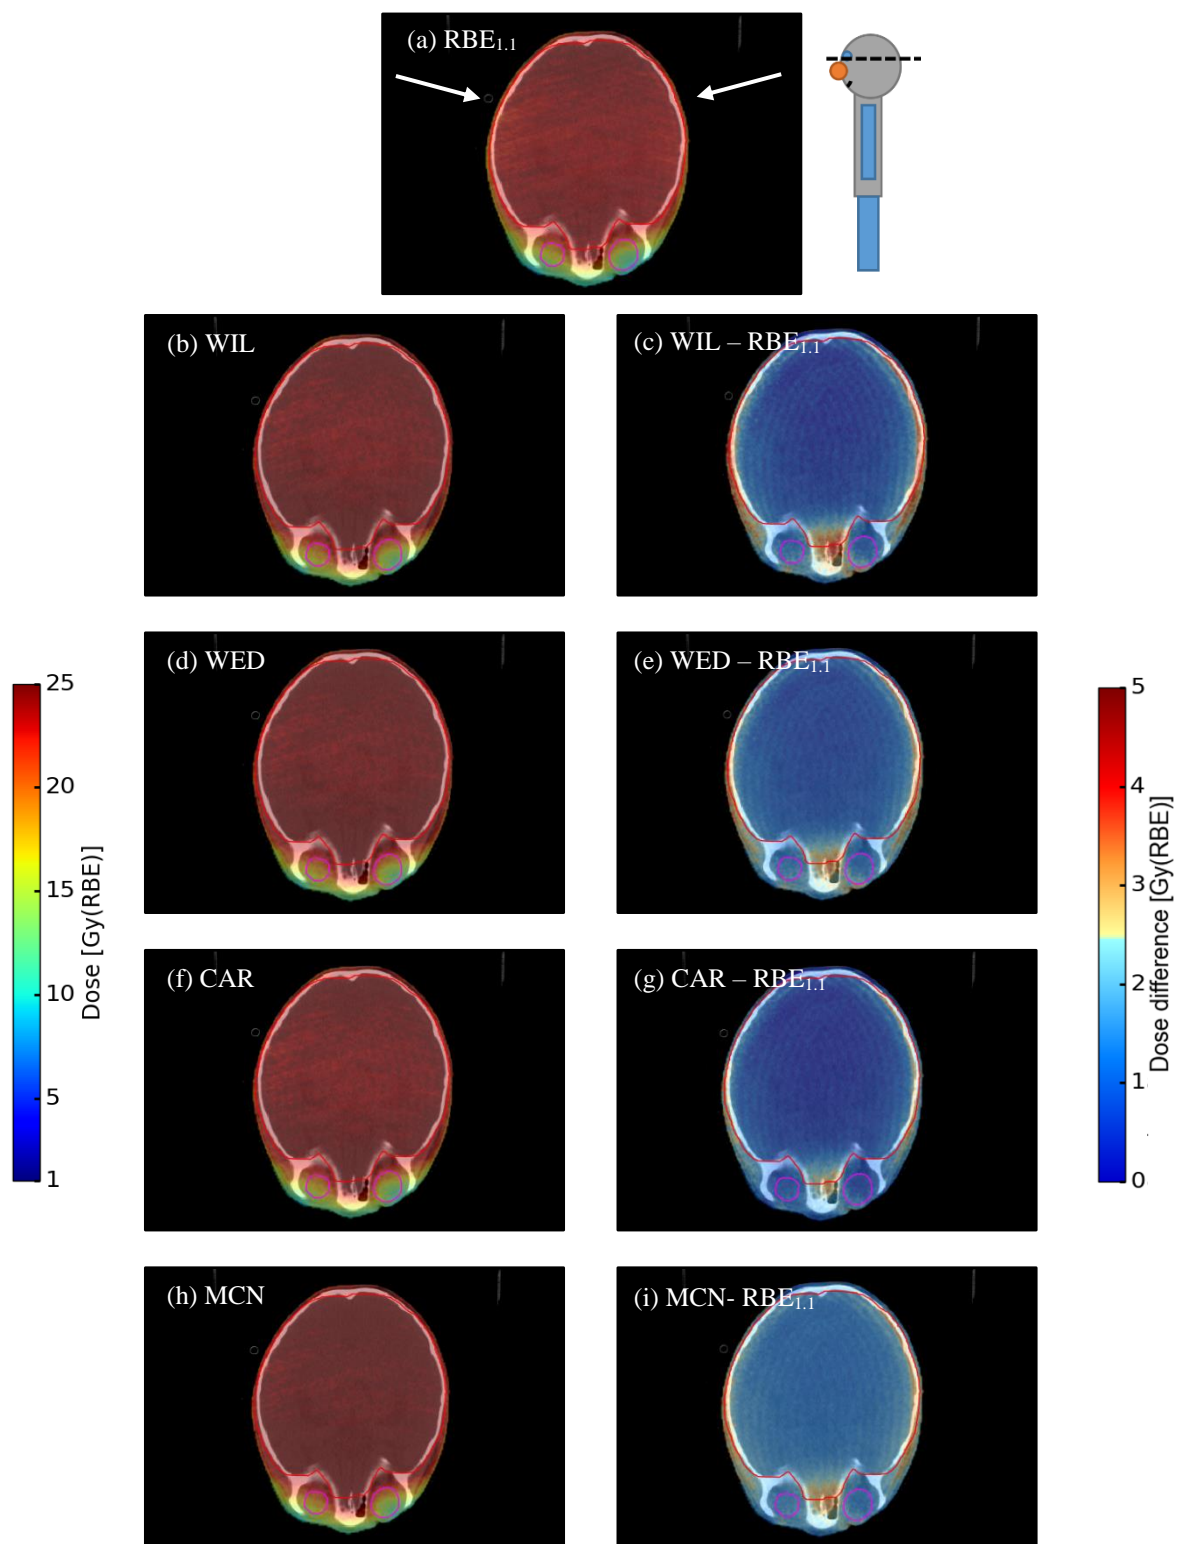 (a) RBE1.1
(b) WIL
(c) WIL – RBE1.1
(d) WED
(e) WED – RBE1.1
25
20
15
10
5
1
Dose [Gy(RBE)]
5
4
3
2
1
0
Dose difference [Gy(RBE)]
(f) CAR
(g) CAR – RBE1.1
(h) MCN
(i) MCN- RBE1.1